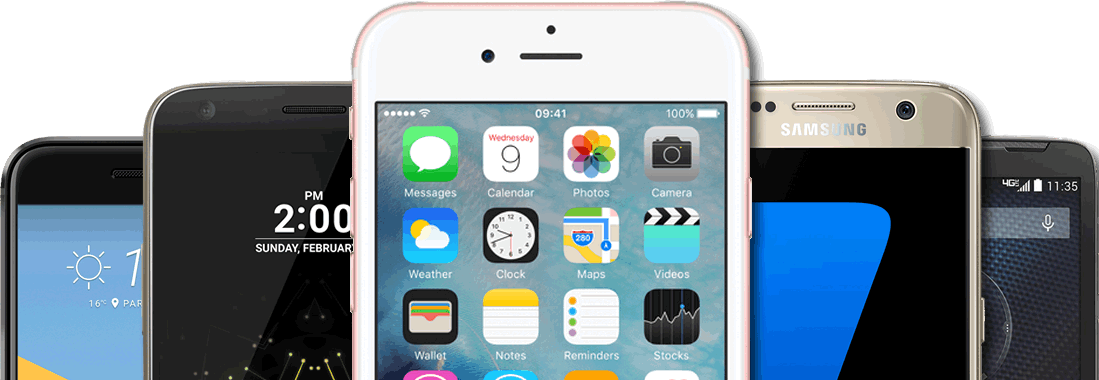 09:41
100%
Wednesday
9
Messages
Calendar
Photos
Camera
280
Weather
Clock
Maps
Videos
Wallet
Notes
Reminders
Stocks
PM
2:00
SUNDAY, FEBRUAR
16°C
PAR
SAMSUNG
4G
11:35